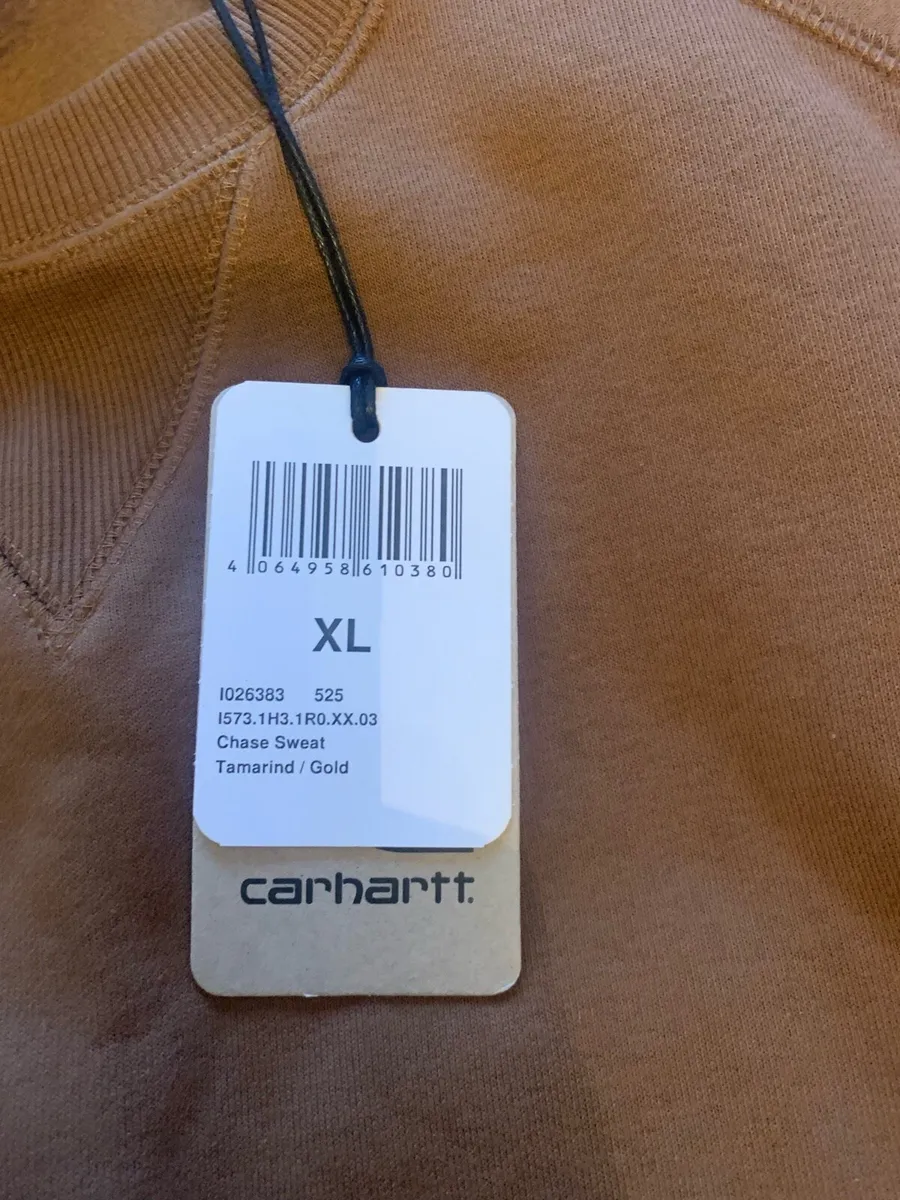 4 064958 610380
XL
I026383 525
I573.1H3.1R0.XX.03
Chase Sweat
Tamarind / Gold
carhartt.